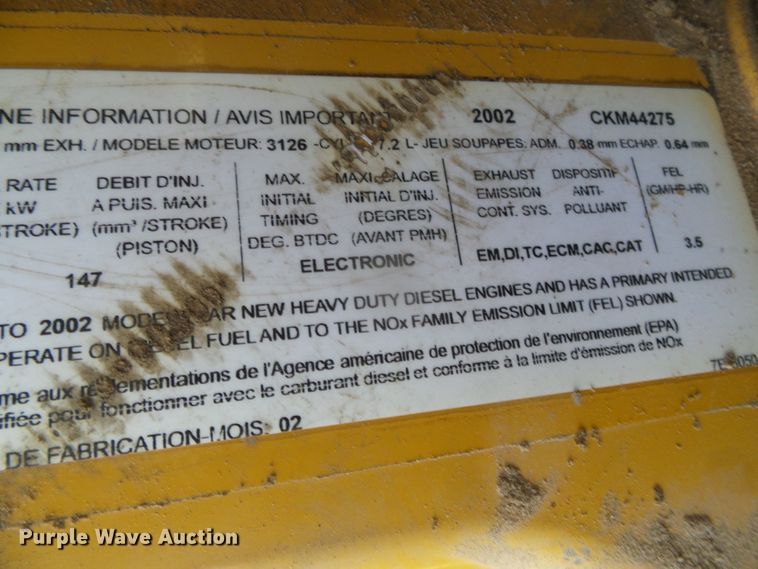 NE INFORMATION / AVIS IMPORTANT 2002 CKM44275
mm EXH. / MODELE MOTEUR: 3126 -CYL 7.2 L- JEU SOUPAPES: ADM. 0.38 mm ECHAP. 0.64 mm
RATE DEBIT D'INJ. MAX. MAXI CALAGE EXHAUST DISPOSITIF FEL
kW A PUIS. MAXI INITIAL INITIAL D'INJ. EMISSION ANTI- (GM/HP-HR)
STROKE) (mm³ /STROKE) TIMING (DEGRES) CONT. SYS. POLLUANT
(PISTON) DEG. BTDC (AVANT PMH)
147 ELECTRONIC EM,DI,TC,ECM,CAC,CAT 3.5
TO 2002 MODEL YEAR NEW HEAVY DUTY DIESEL ENGINES AND HAS A PRIMARY INTENDED
PERATE ON DIESEL FUEL AND TO THE NOx FAMILY EMISSION LIMIT (FEL) SHOWN.
me aux réglementations de l'Agence américaine de protection de l'environnement (EPA)
ifiée pour fonctionner avec le carburant diesel et conforme à la limite d'émission de NOx
DE FABRICATION-MOIS: 02
Purple Wave Auction